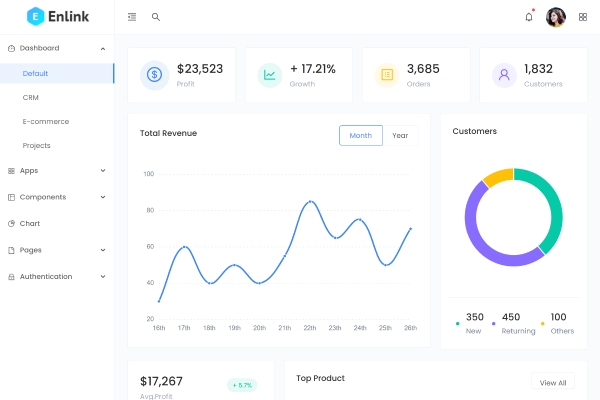 E Enlink
Dashboard
Default
CRM
E-commerce
Projects
Apps
Components
Chart
Pages
Authentication
$23,523
Profit
+ 17.21%
Growth
3,685
Orders
1,832
Customers
Total Revenue
Month Year
100
80
60
40
20
16th 17th 18th 19th 20th 21th 22th 23th 24th 25th 26th
Customers
350 450 100
New Returning Others
$17,267
+ 5.7%
Avg.Profit
Top Product
View All